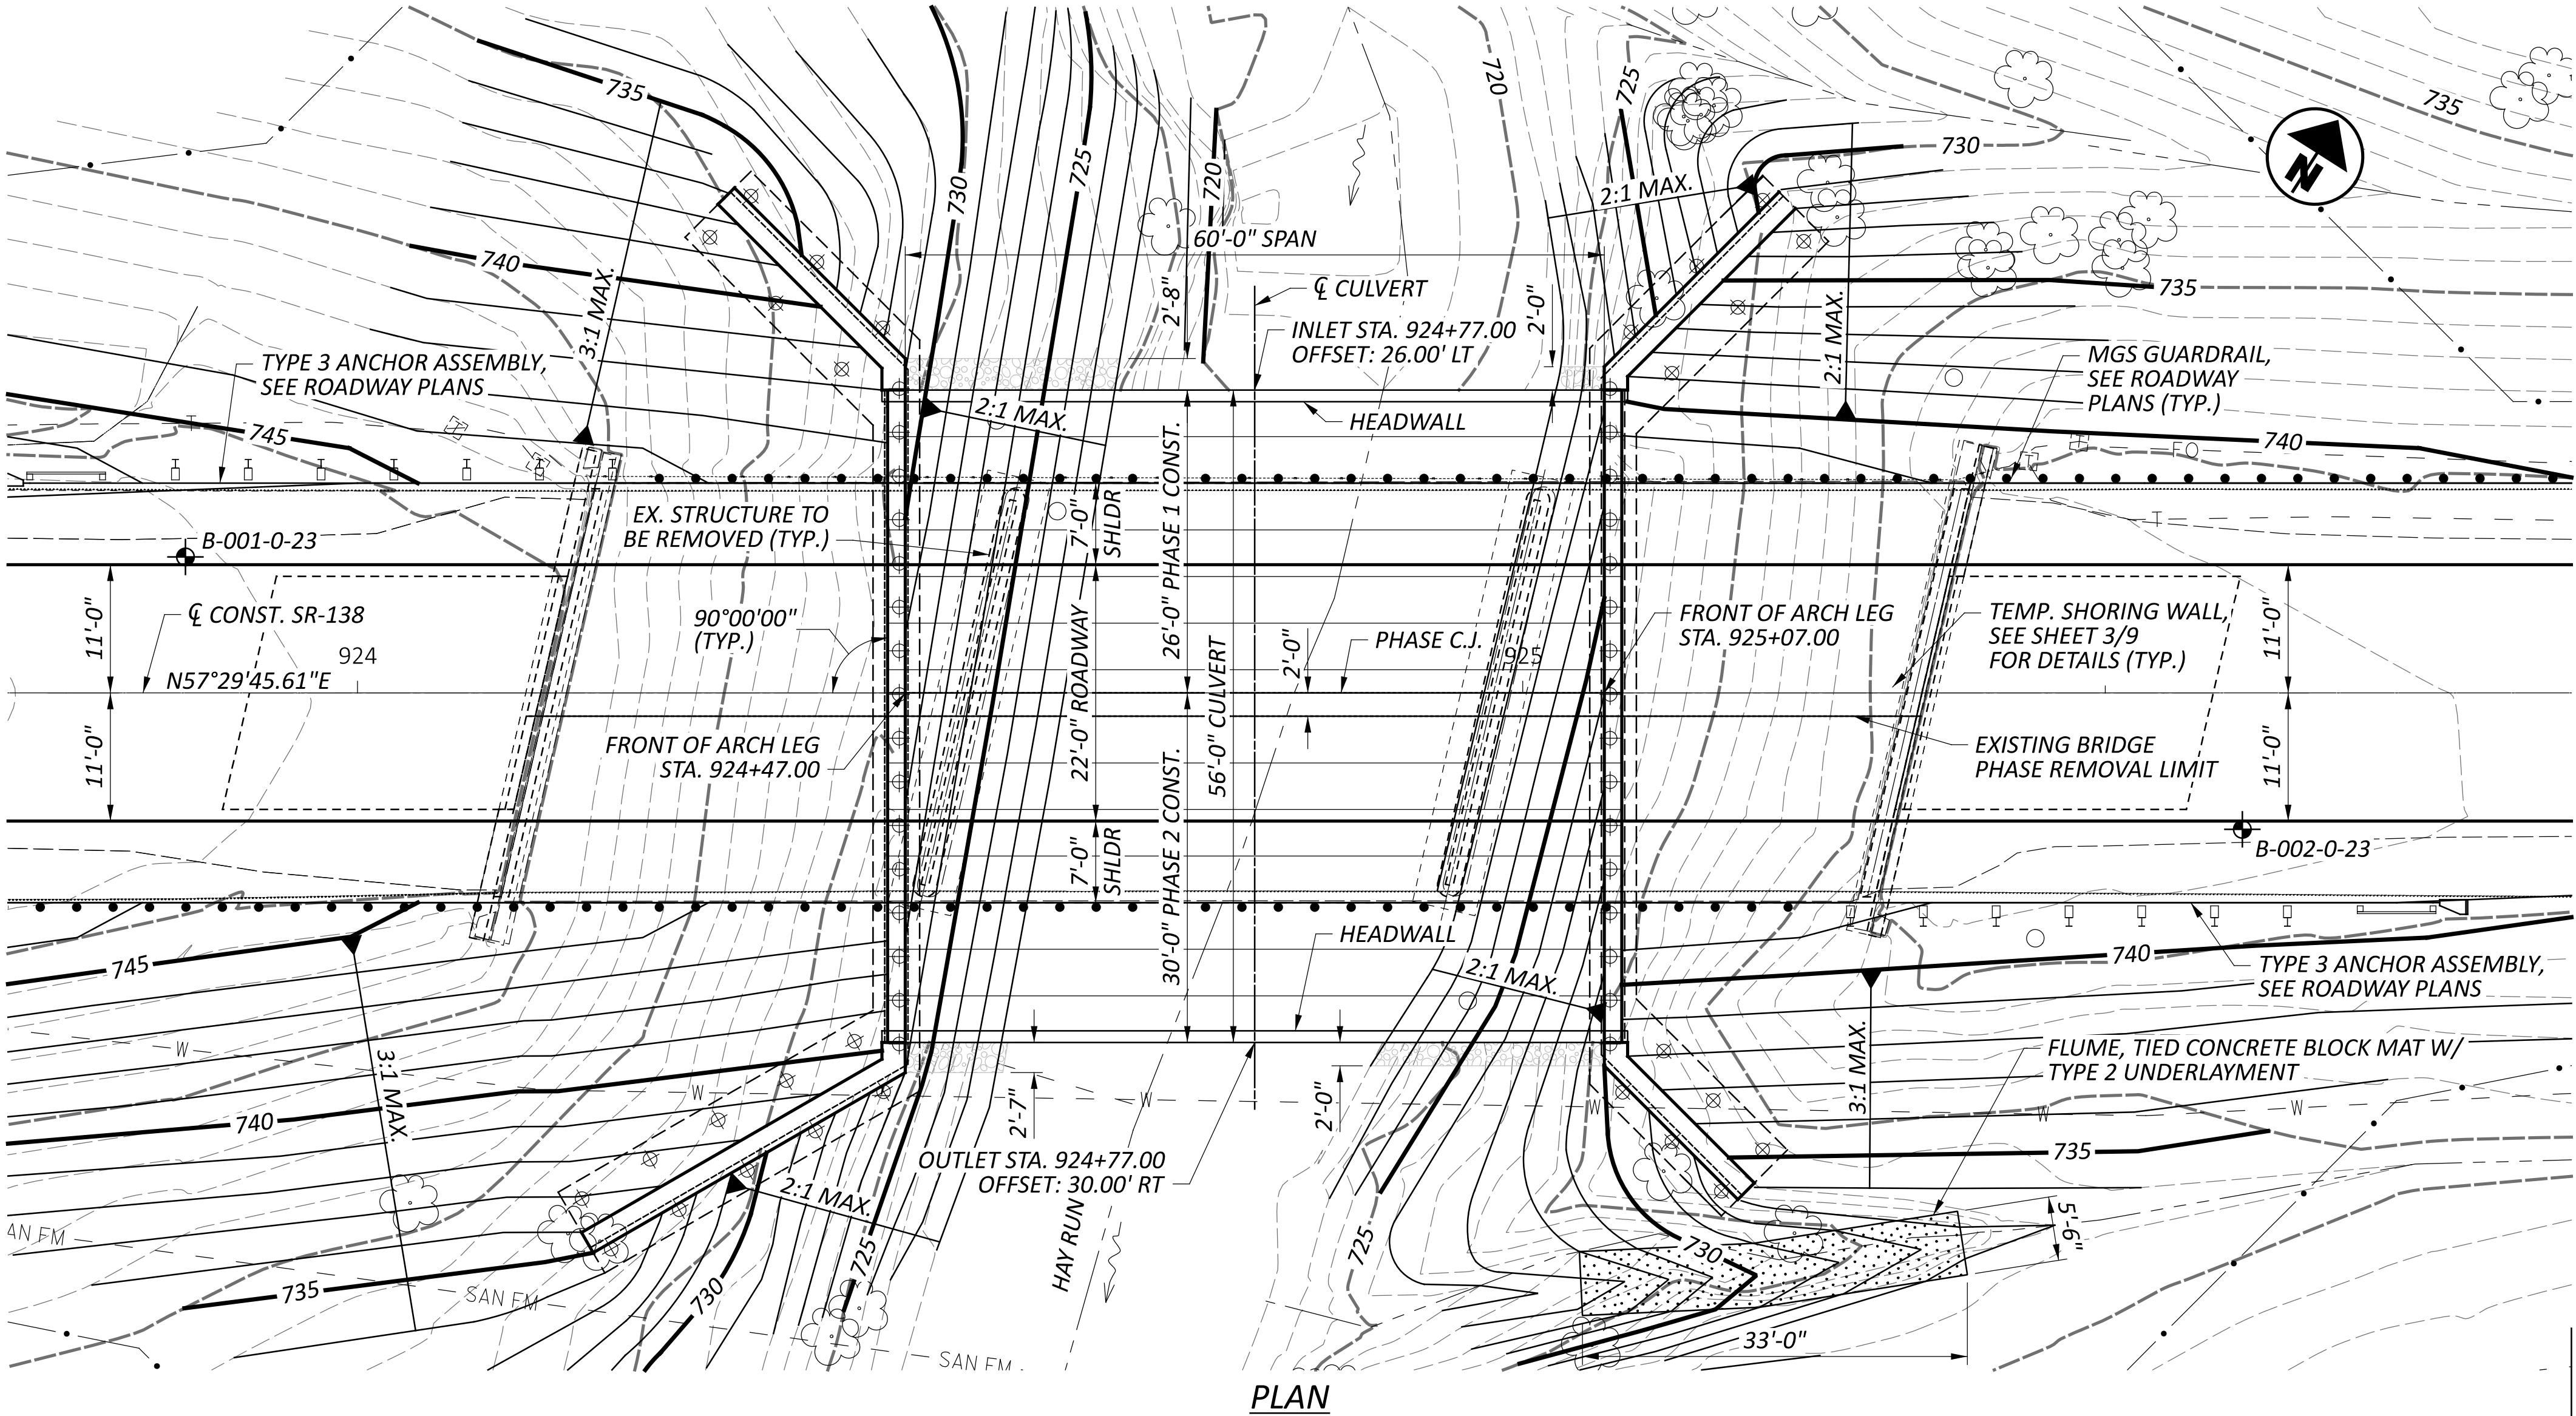 735
720
725
735
730
725
720
730
2:1 MAX.
N
740
3:1 MAX.
60'-0" SPAN
2'-8"
2'-0"
735
℄ CULVERT
INLET STA. 924+77.00
OFFSET: 26.00' LT
2:1 MAX.
TYPE 3 ANCHOR ASSEMBLY,
SEE ROADWAY PLANS
MGS GUARDRAIL,
SEE ROADWAY
PLANS (TYP.)
745
T
2:1 MAX.
HEADWALL
740
FO
T
EX. STRUCTURE TO
BE REMOVED (TYP.)
7'-0"
SHLDR
26'-0" PHASE 1 CONST.
B-001-0-23
11'-0"
℄ CONST. SR-138
924
N57°29'45.61"E
90°00'00"
(TYP.)
22'-0" ROADWAY
56'-0" CULVERT
2'-0"
PHASE C.J.
925
FRONT OF ARCH LEG
STA. 925+07.00
TEMP. SHORING WALL,
SEE SHEET 3/9
FOR DETAILS (TYP.)
11'-0"
11'-0"
FRONT OF ARCH LEG
STA. 924+47.00
30'-0" PHASE 2 CONST.
EXISTING BRIDGE
PHASE REMOVAL LIMIT
11'-0"
7'-0"
SHLDR
B-002-0-23
HEADWALL
745
2:1 MAX.
740
TYPE 3 ANCHOR ASSEMBLY,
SEE ROADWAY PLANS
W
3:1 MAX.
W
2'-7"
W
2'-0"
W
3:1 MAX.
FLUME, TIED CONCRETE BLOCK MAT W/
TYPE 2 UNDERLAYMENT
W
W
740
735
OUTLET STA. 924+77.00
OFFSET: 30.00' RT
2:1 MAX.
AN FM
735
SAN FM
730
725
HAY RUN
725
730
5'-6"
33'-0"
SAN FM
PLAN